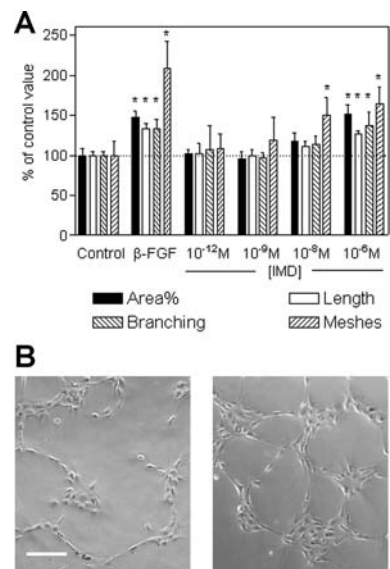 A
250
*
200
*
*
* * *
* * *
150
100
50
0
% of control value
Control β-FGF 10-12M 10-9M 10-8M 10-6M
[IMD]
Area% Length
Branching Meshes
B